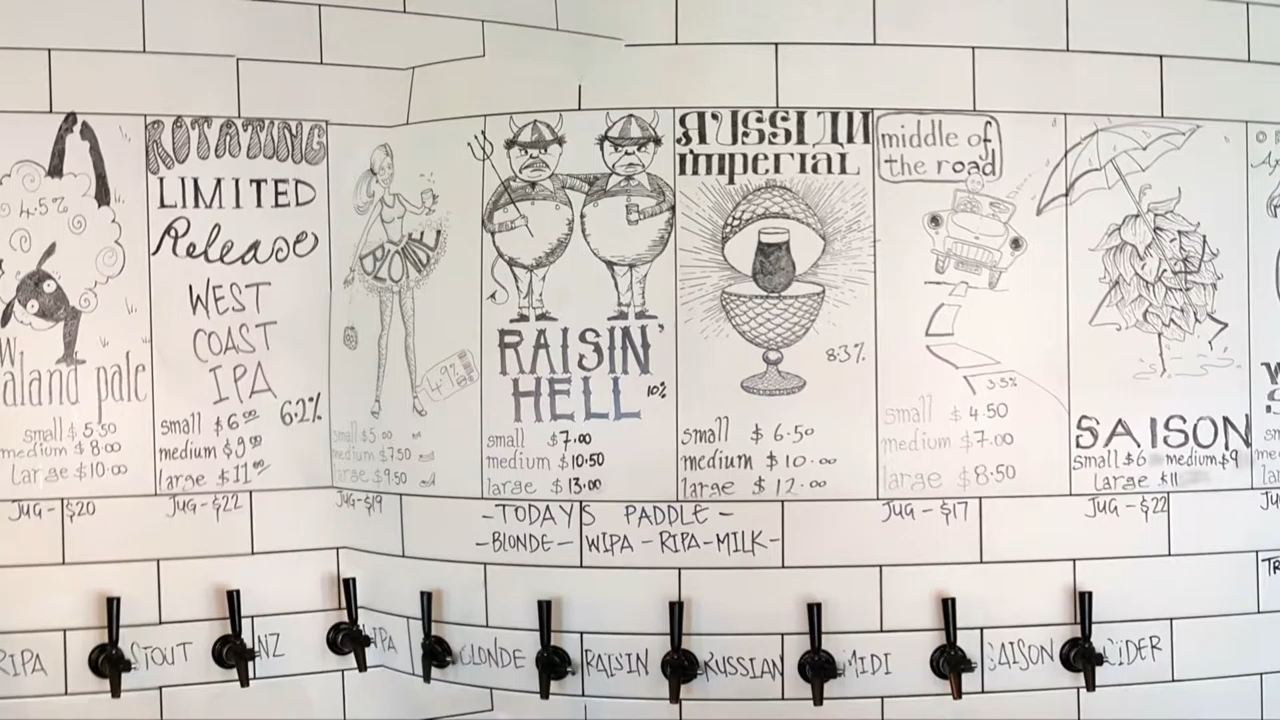 4.5%
aland pale
small $5.50
medium $8.00
large $10.00
JUG - $20
ROTATING
LIMITED
Release
WEST
COAST
IPA
6.2%
small $6.00
medium $9.00
large $11.00
JUG - $22
BLONDE
4.9%
small $5.00
medium $7.50
large $9.50
JUG - $19
RAISIN'
HELL
10%
small $7.00
medium $10.50
large $13.00
RUSSIAN
imperial
8.3%
small $6.50
medium $10.00
large $12.00
middle of
the road
3.5%
small $4.50
medium $7.00
large $8.50
JUG - $17
SAISON
small $6 medium $9
Large $11
JUG - $22
- TODAYS PADDLE -
- BLONDE - WIPA - RIPA - MILK -
RIPA
STOUT
NZ
BLONDE
RAISIN
RUSSIAN
MIDI
SAISON
CIDER